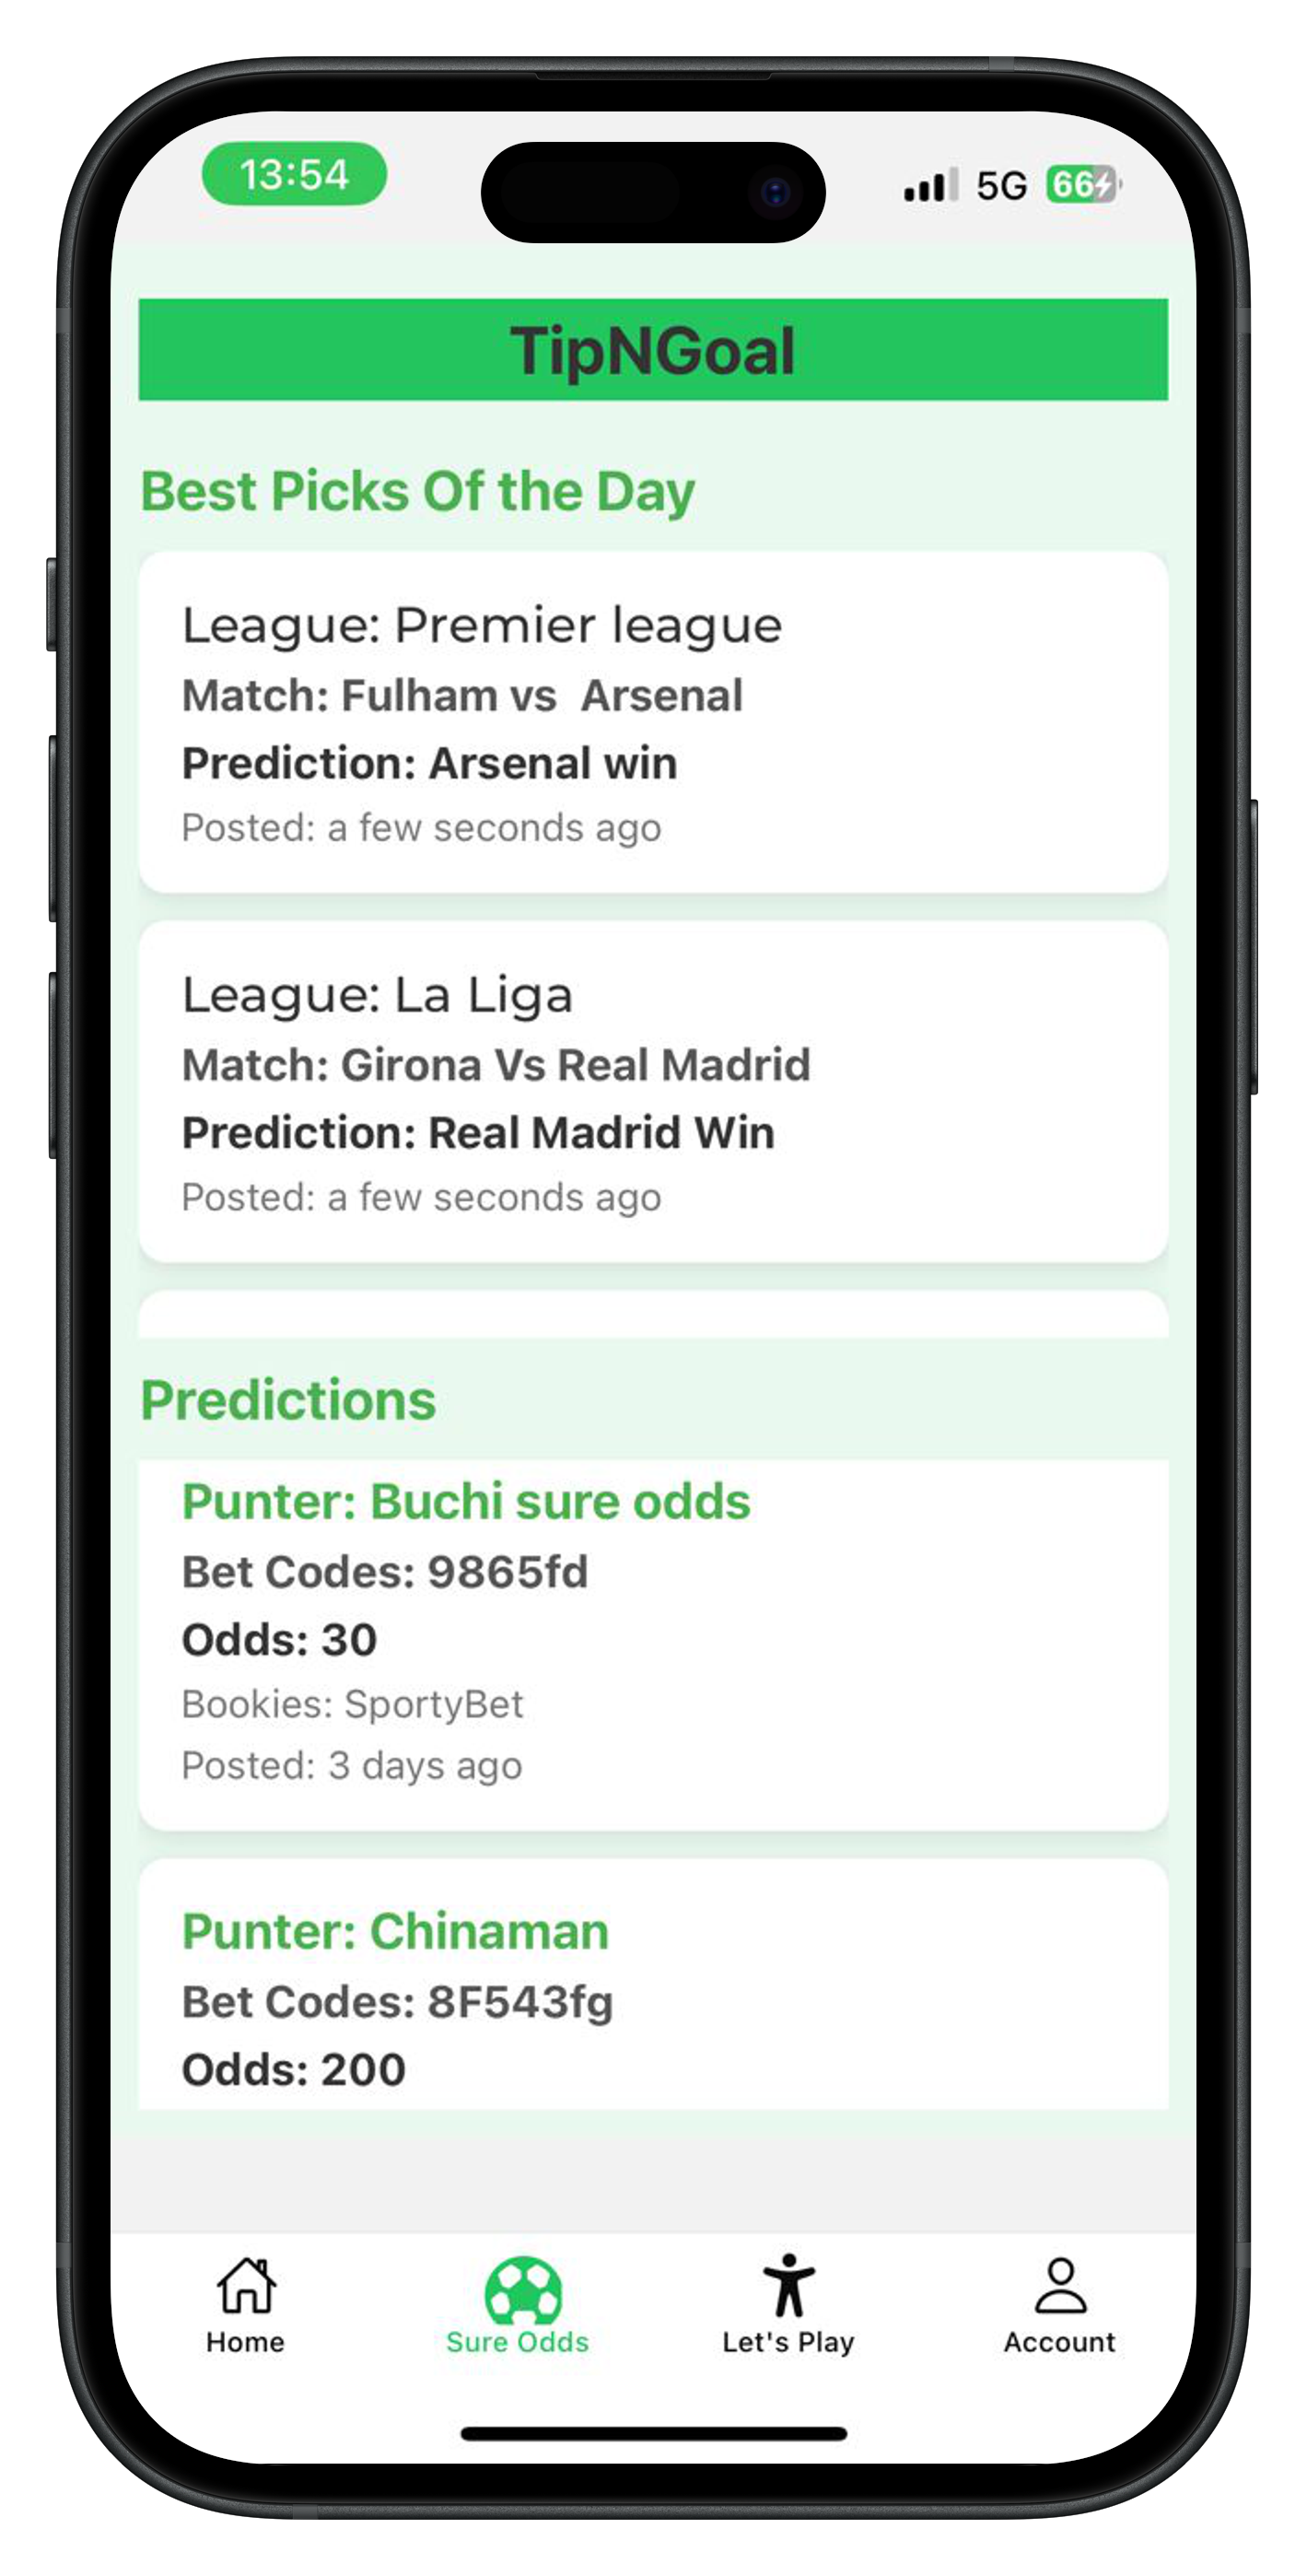 13:54
5G 66
TipNGoal
Best Picks Of the Day
League: Premier league
Match: Fulham vs  Arsenal
Prediction: Arsenal win
Posted: a few seconds ago
League: La Liga
Match: Girona Vs Real Madrid
Prediction: Real Madrid Win
Posted: a few seconds ago
Predictions
Punter: Buchi sure odds
Bet Codes: 9865fd
Odds: 30
Bookies: SportyBet
Posted: 3 days ago
Punter: Chinaman
Bet Codes: 8F543fg
Odds: 200
Home
Sure Odds
Let's Play
Account